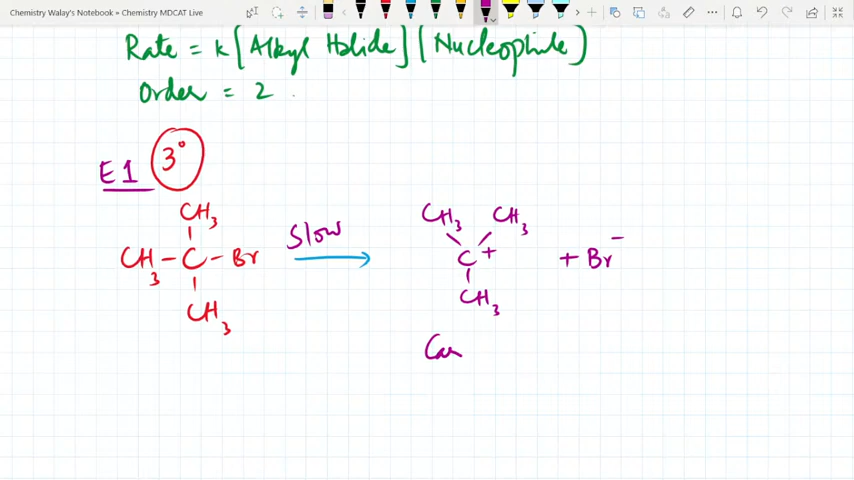 Chemistry Walay's Notebook » Chemistry MDCAT Live
Rate = K [Alkyl Halide] [Nucleophile]
Order = 2
E1 3°
CH3
CH3 - C - Br
CH3
Slow
CH3 CH3
C+
CH3
+ Br-
Car